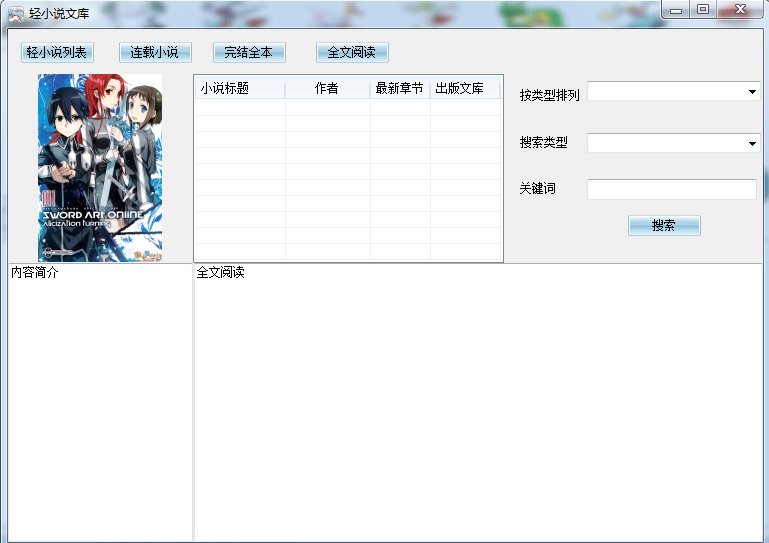 轻小说文库
轻小说列表 连载小说 完结全本 全文阅读
011
SWORD ART ONLINE
ALICIZATION TURNING
小说标题 作者 最新章节 出版文库
按类型排列
搜索类型
关键词
搜索
内容简介
全文阅读